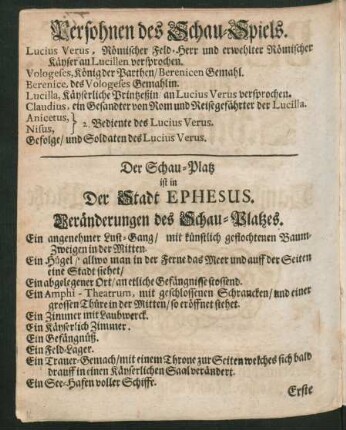 Persohnen des Schau-Spiels.
Lucius Verus, Römischer Feld-Herr und erwehlter Römischer
Käyser an Lucillen versprochen.
Vologeses, König der Parthen/ Berenicen Gemahl.
Berenice, des Vologeses Gemahlin.
Lucilla, Käyserliche Printzeßin an Lucius Verus versprochen.
Claudius, ein Gesandter von Rom und Reisgefährter der Lucilla.
Anicetus,
Nisus, } 2. Bediente des Lucius Verus.
Gefolge/ und Soldaten des Lucius Verus.
Der Schau-Platz
ist in
Der Stadt EPHESUS.
Veränderungen des Schau-Platzes.
Ein angenehmer Lust-Gang/ mit künstlich geflochtenen Baum-
Zweigen in der Mitten.
Ein Hügel/ allwo man in der Ferne das Meer und auff der Seiten
eine Stadt siehet/
Ein abgelegener Ort/ an etliche Gefängnisse stossend.
Ein Amphi-Theatrum, mit geschlossenen Schrancken/ und einer
grossen Thüre in der Mitten/ so eröffnet stehet.
Ein Zimmer mit Laubwerck.
Ein Käyserlich Zimmer.
Ein Gefängnüß.
Ein Feld-Lager.
Ein Trauer-Gemach/ mit einem Throne zur Seiten welches sich bald
drauff in einen Käyserlichen Saal verändert.
Ein See-Hafen voller Schiffe.
Erste